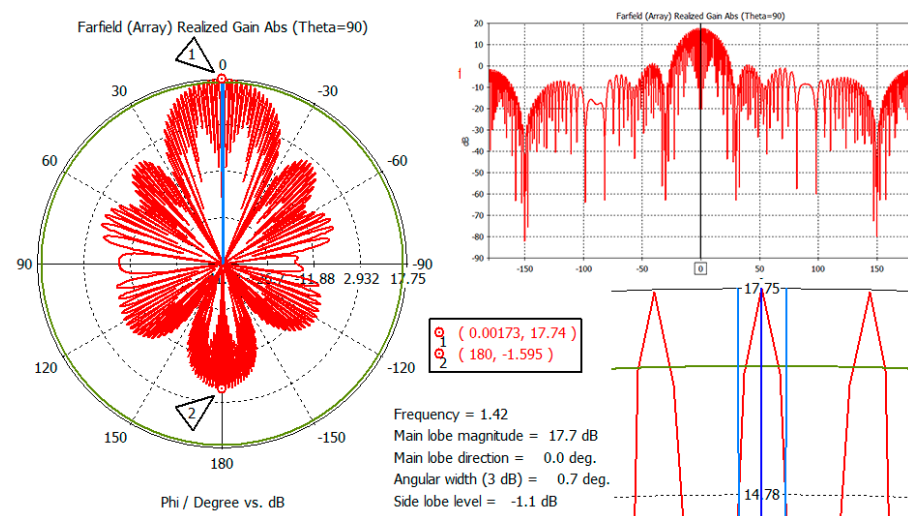 Farfield (Array) Realized Gain Abs (Theta=90)
1
0
30
-30
60
-60
90
-11.88 2.932 17.75
-90
120
-120
150
-150
180
2
Phi / Degree vs. dB
1 ( 0.00173, 17.74 )
2 ( 180, -1.595 )
Frequency = 1.42
Main lobe magnitude = 17.7 dB
Main lobe direction = 0.0 deg.
Angular width (3 dB) = 0.7 deg.
Side lobe level = -1.1 dB
Farfield (Array) Realized Gain Abs (Theta=90)
20
10
0
-10
-20
-30
-40
-50
-60
-70
-80
-90
dB
-150 -100 -50 0 50 100 150
17.75
14.78